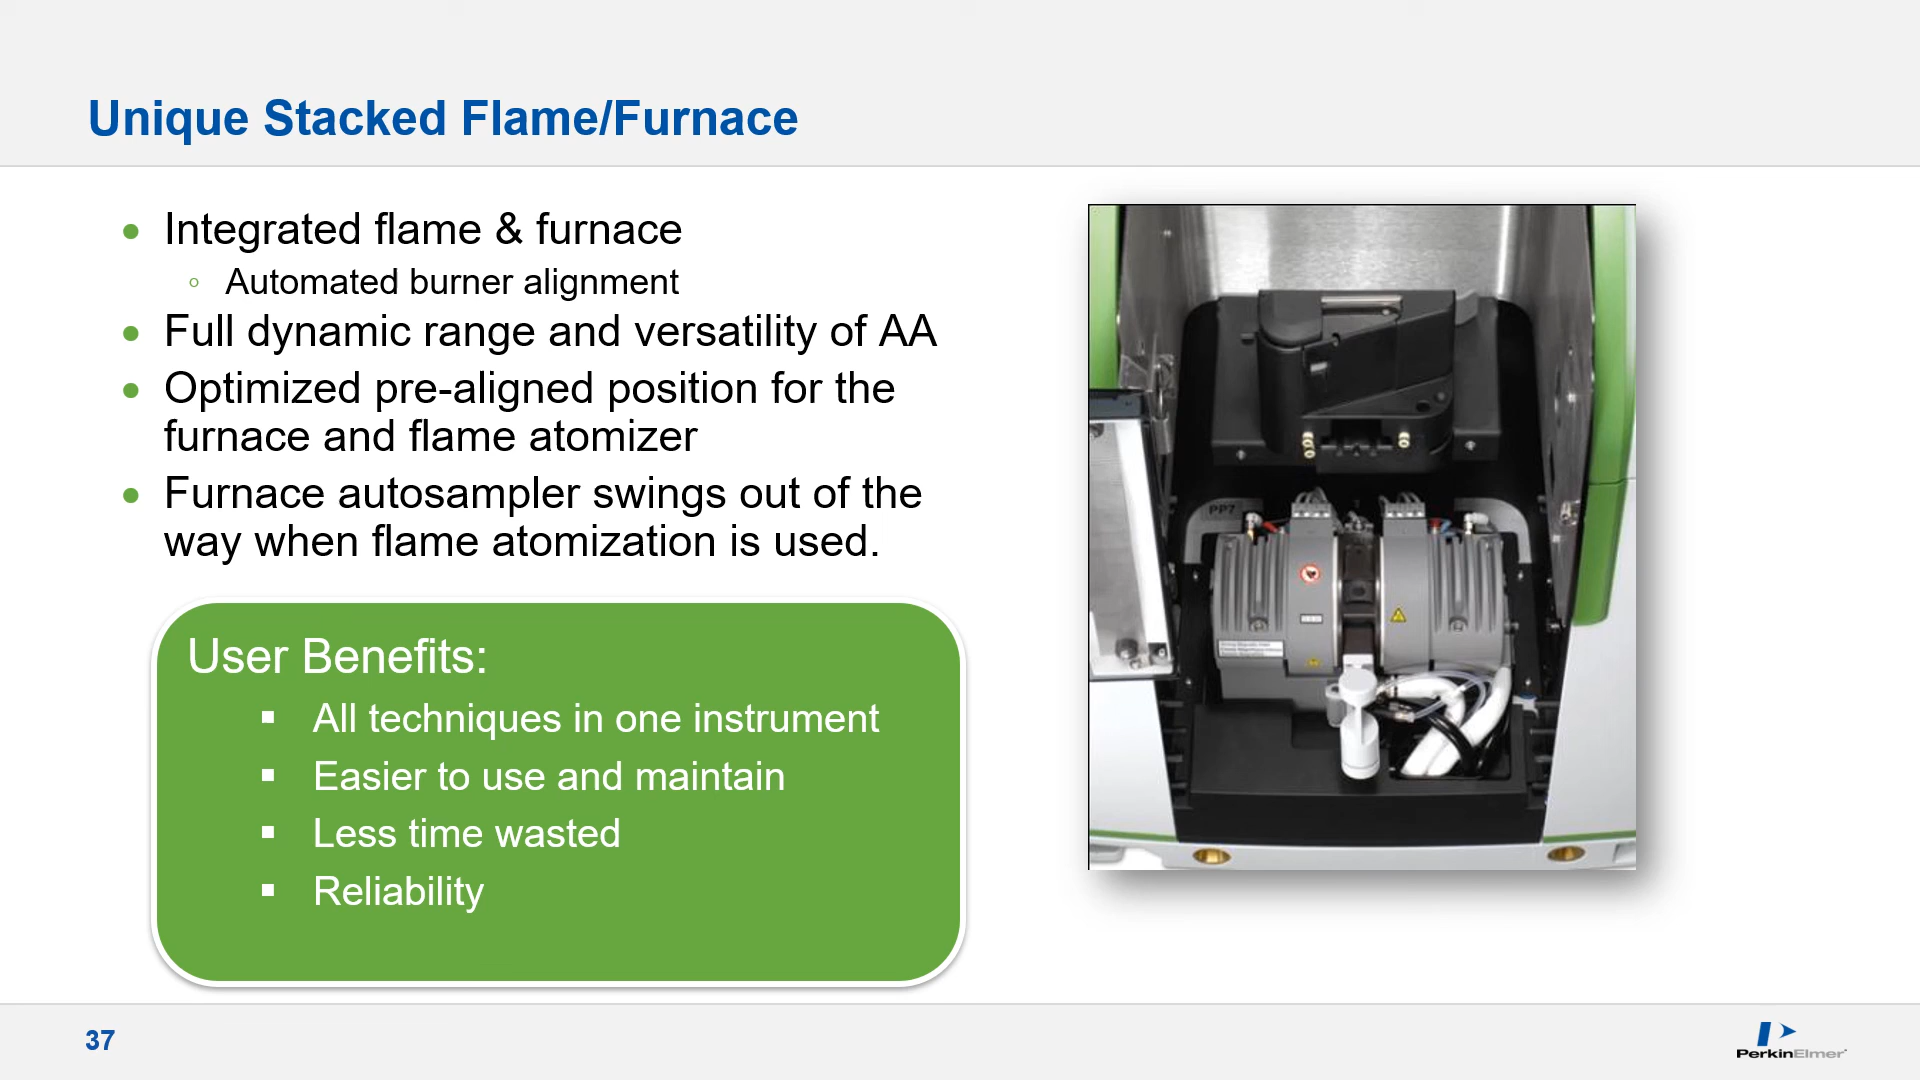 Unique Stacked Flame/Furnace
Integrated flame & furnace
Automated burner alignment
Full dynamic range and versatility of AA
Optimized pre-aligned position for the
furnace and flame atomizer
Furnace autosampler swings out of the
way when flame atomization is used.
User Benefits:
All techniques in one instrument
Easier to use and maintain
Less time wasted
Reliability
PP7
37
PerkinElmer